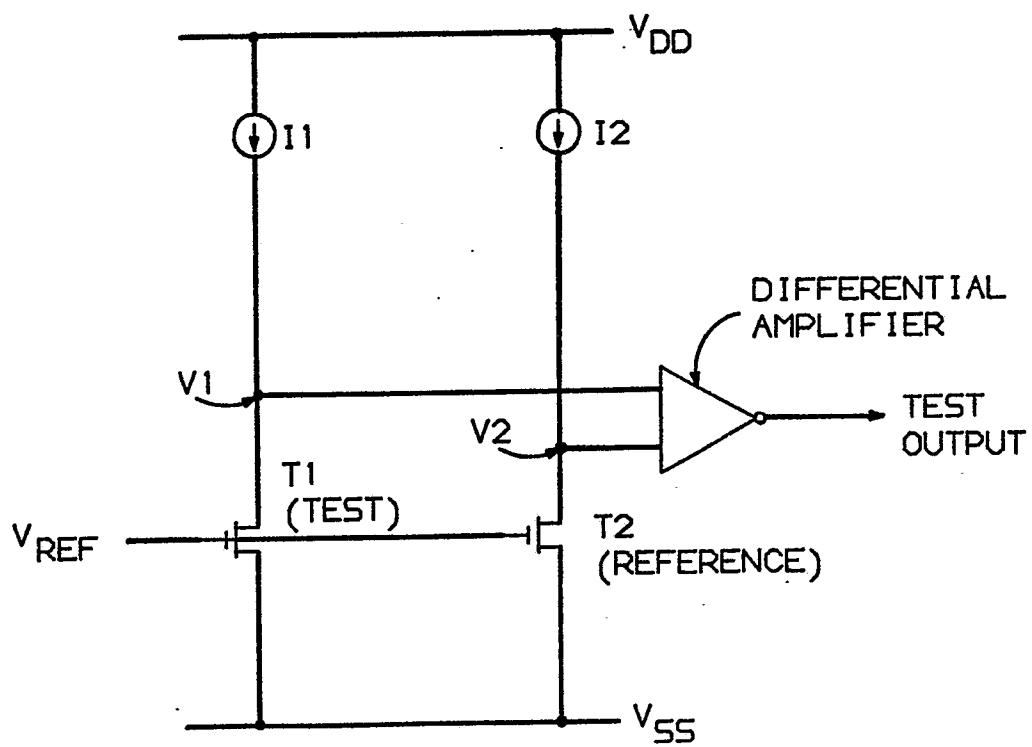 VDD
I1
I2
DIFFERENTIAL
AMPLIFIER
V1
TEST
OUTPUT
V2
T1
(TEST)
VREF
T2
(REFERENCE)
VSS